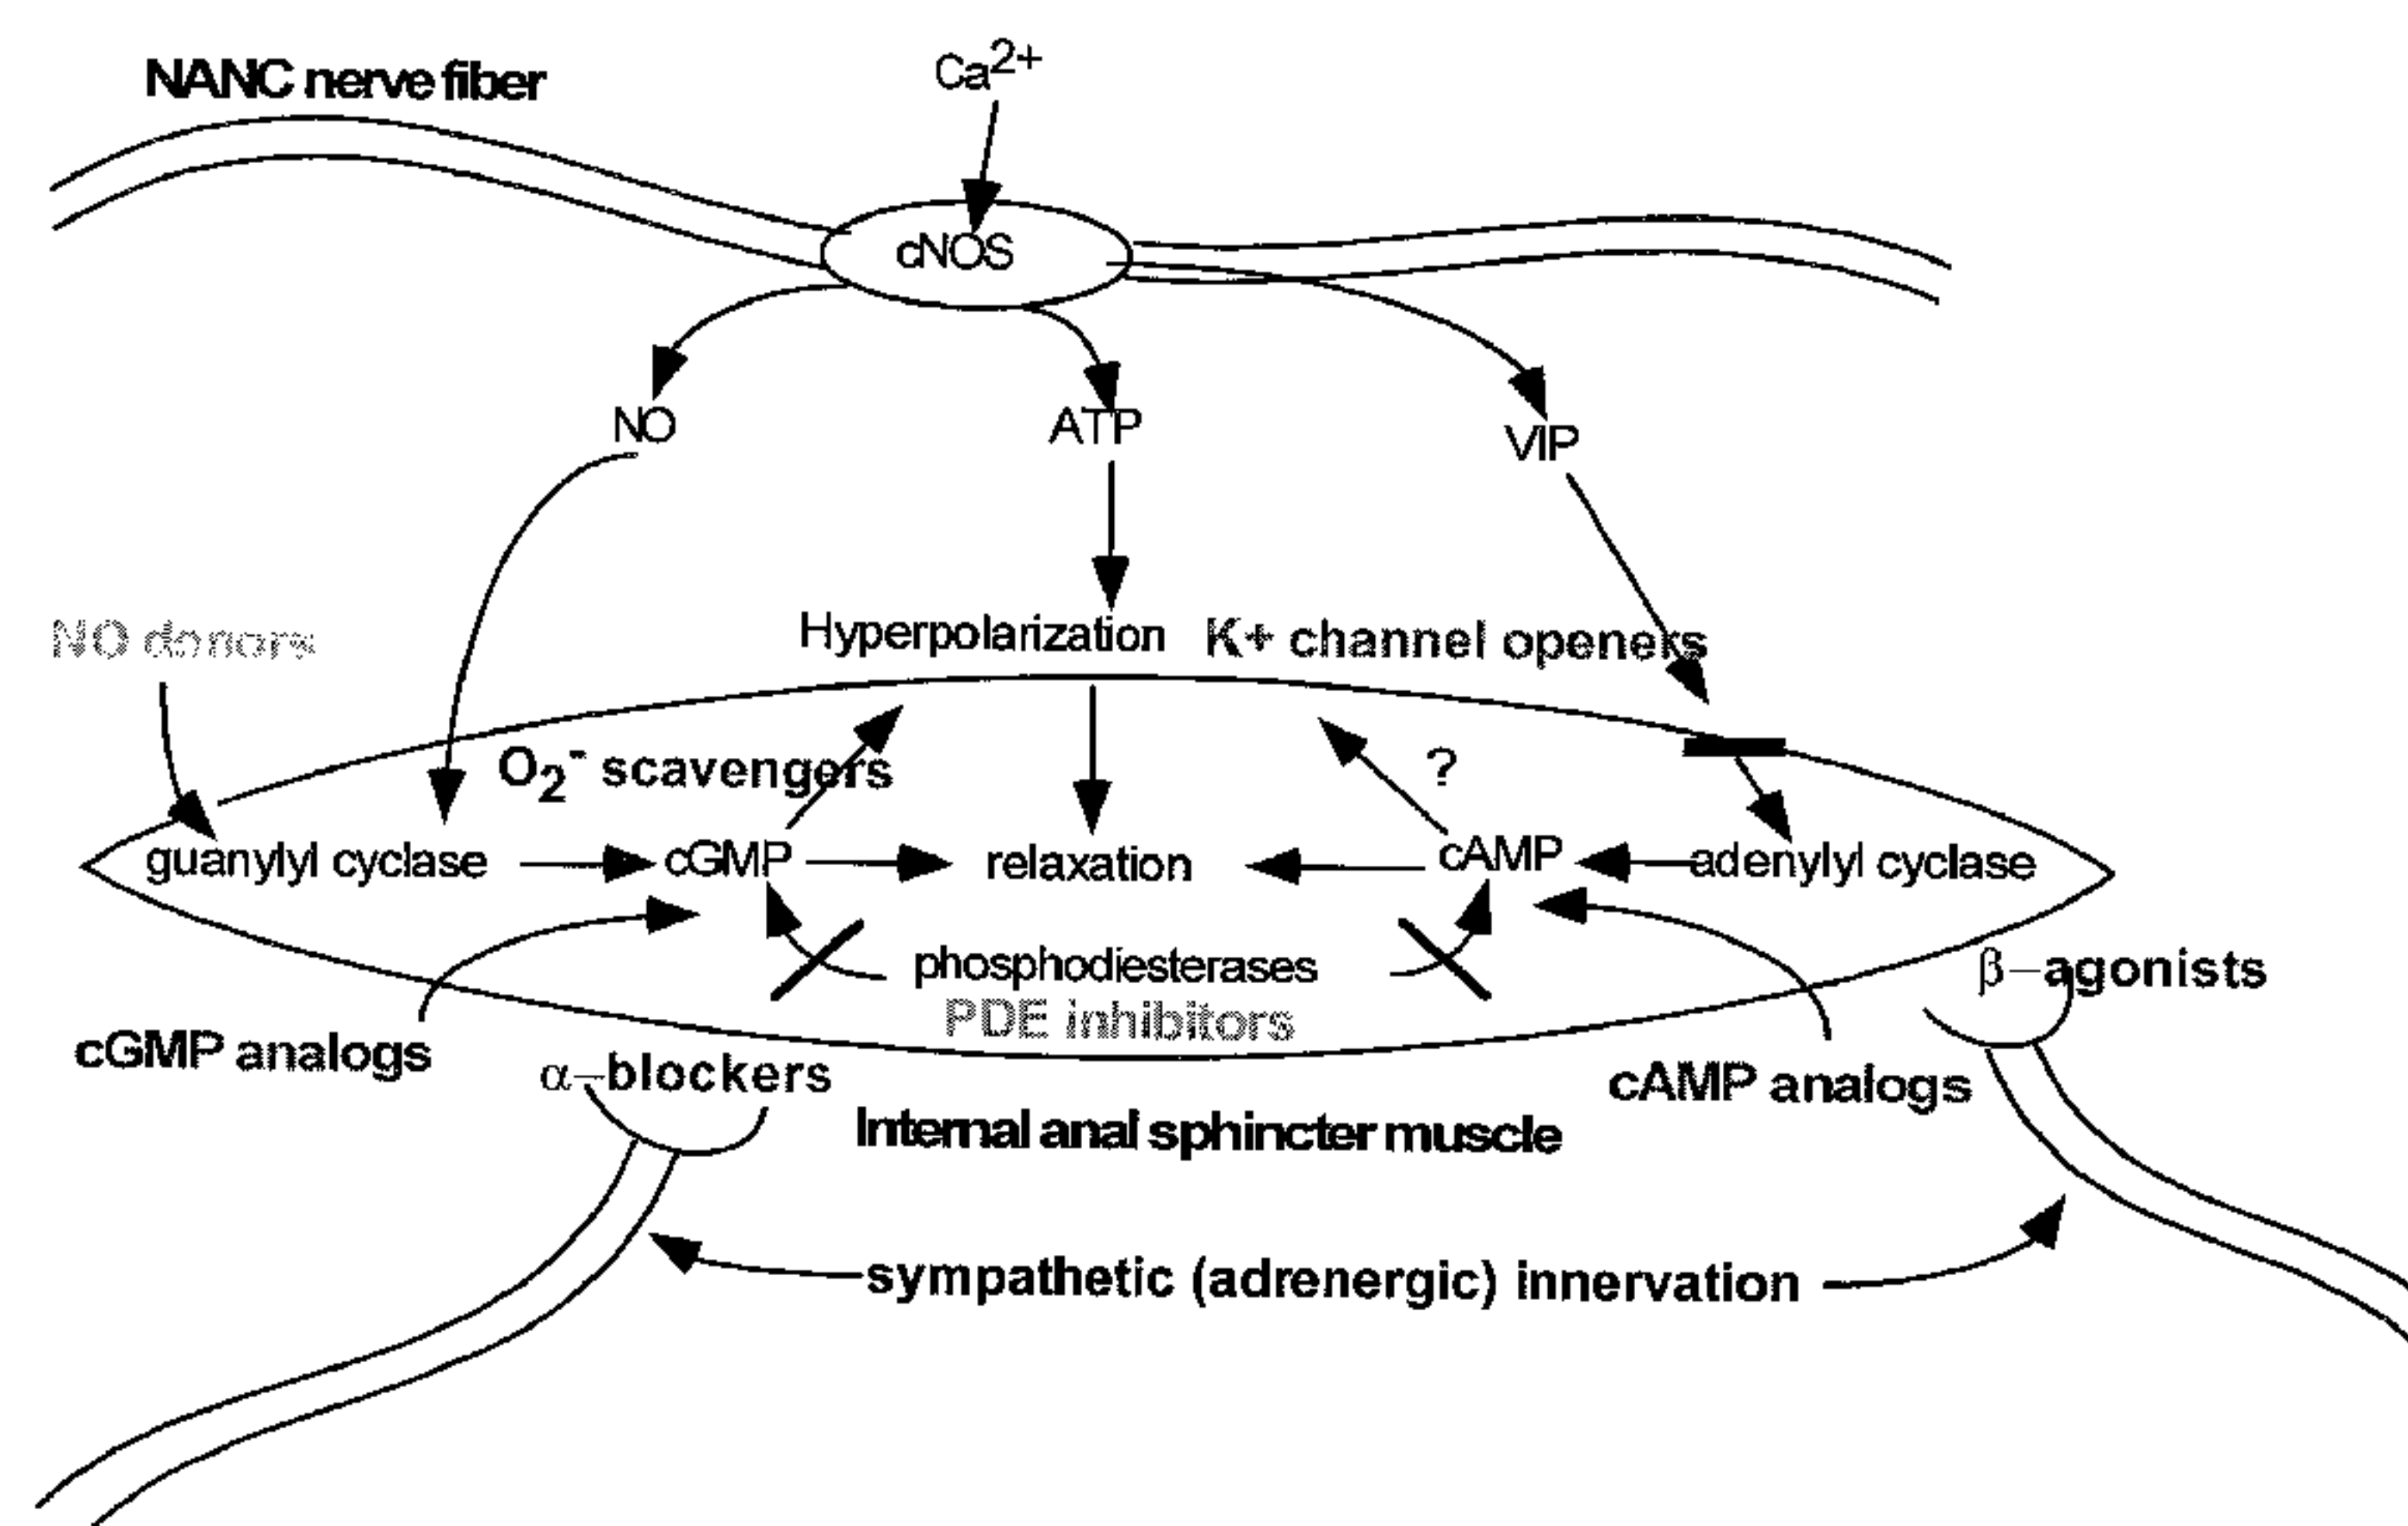 NANC nerve fiber
Ca2+
cNOS
NO
ATP
VIP
NO donors
Hyperpolarization
K+ channel openers
O2- scavengers
?
guanylyl cyclase
cGMP
relaxation
cAMP
adenylyl cyclase
phosphodiesterases
PDE inhibitors
β-agonists
cGMP analogs
α-blockers
cAMP analogs
Internal anal sphincter muscle
sympathetic (adrenergic) innervation